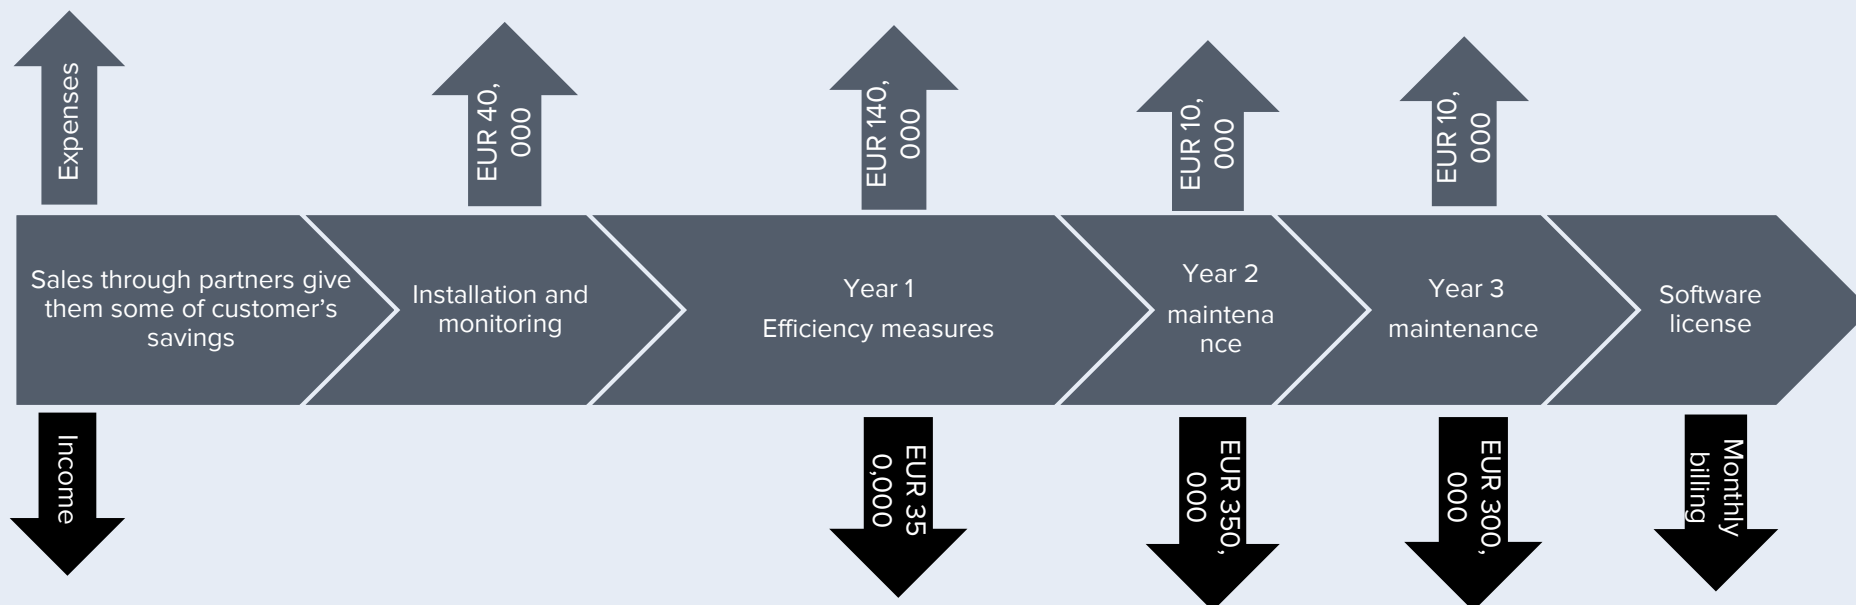 Expenses
EUR 40,
000
EUR 140,
000
EUR 10,
000
EUR 10,
000
Sales through partners give
them some of customer's
savings
Installation and
monitoring
Year 1
Efficiency measures
Year 2
maintena
nce
Year 3
maintenance
Software
license
Income
EUR 35
0,000
EUR 350,
000
EUR 300,
000
Monthly
billing